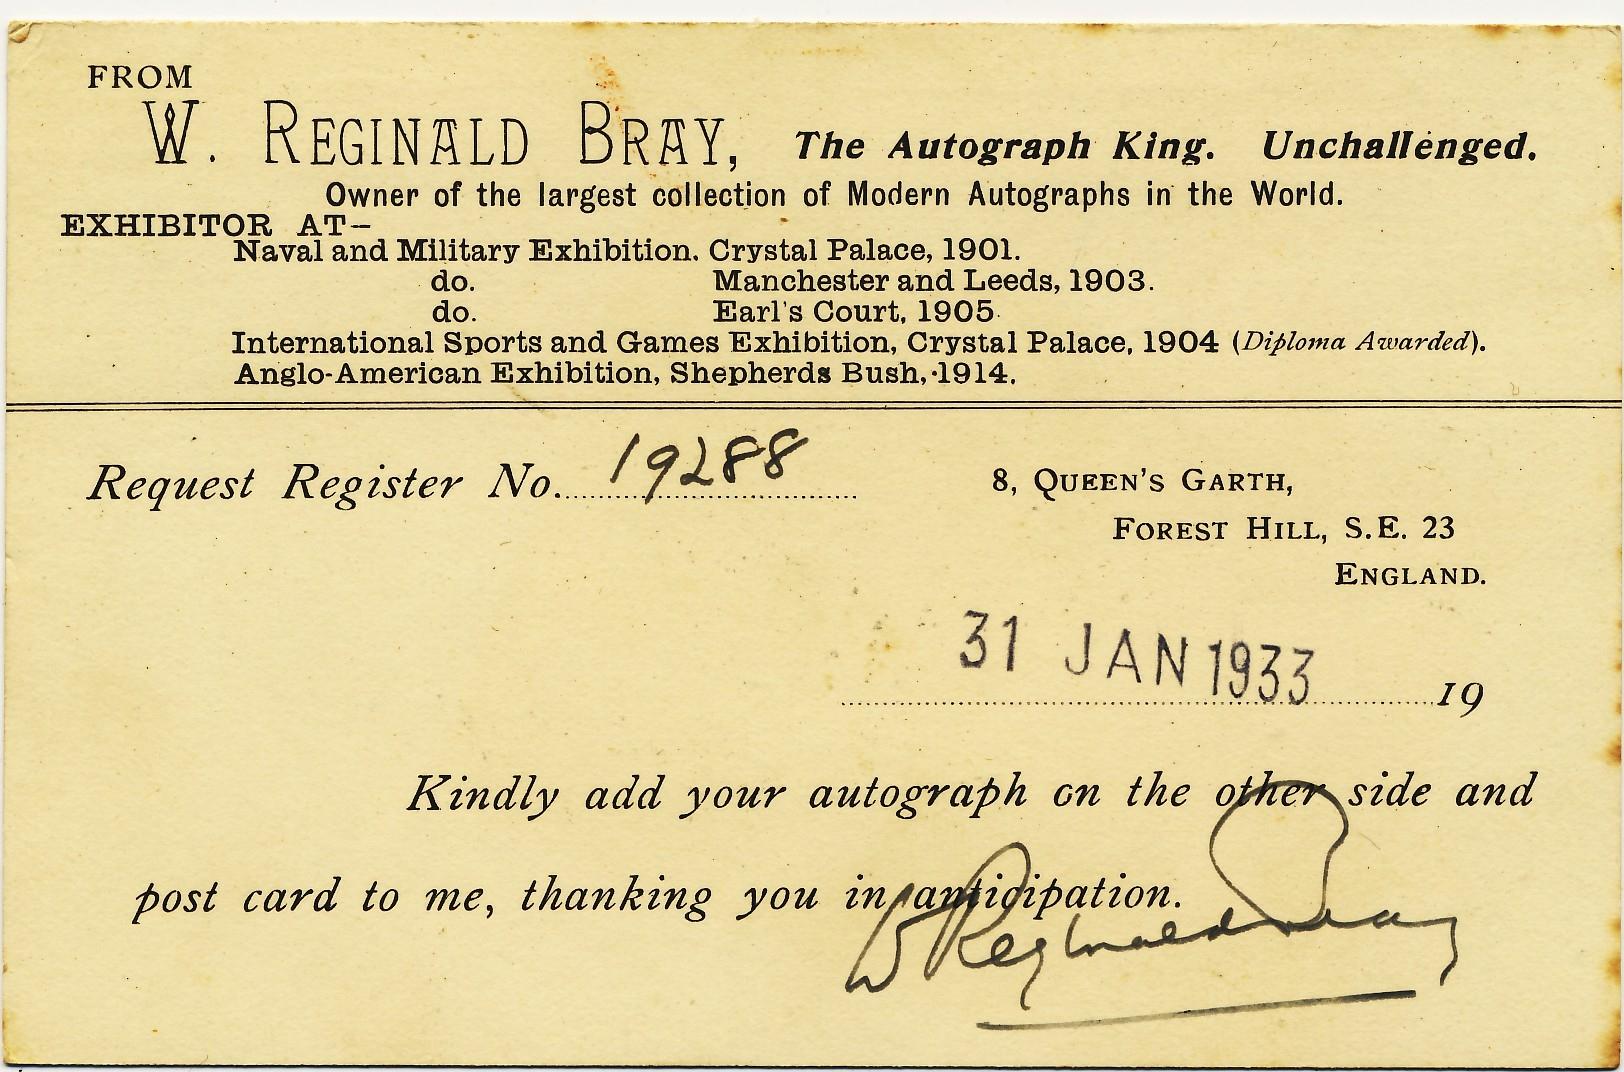 FROM
W. REGINALD BRAY, The Autograph King. Unchallenged.
Owner of the largest collection of Modern Autographs in the World.
EXHIBITOR AT—
Naval and Military Exhibition. Crystal Palace, 1901.
do. Manchester and Leeds, 1903.
do. Earl's Court, 1905
International Sports and Games Exhibition, Crystal Palace, 1904 (Diploma Awarded).
Anglo-American Exhibition, Shepherds Bush, 1914.
Request Register No. 19288
8, QUEEN'S GARTH,
FOREST HILL, S.E. 23
ENGLAND.
31 JAN 1933
19
Kindly add your autograph on the other side and
post card to me, thanking you in anticipation.
W Reginald Bray